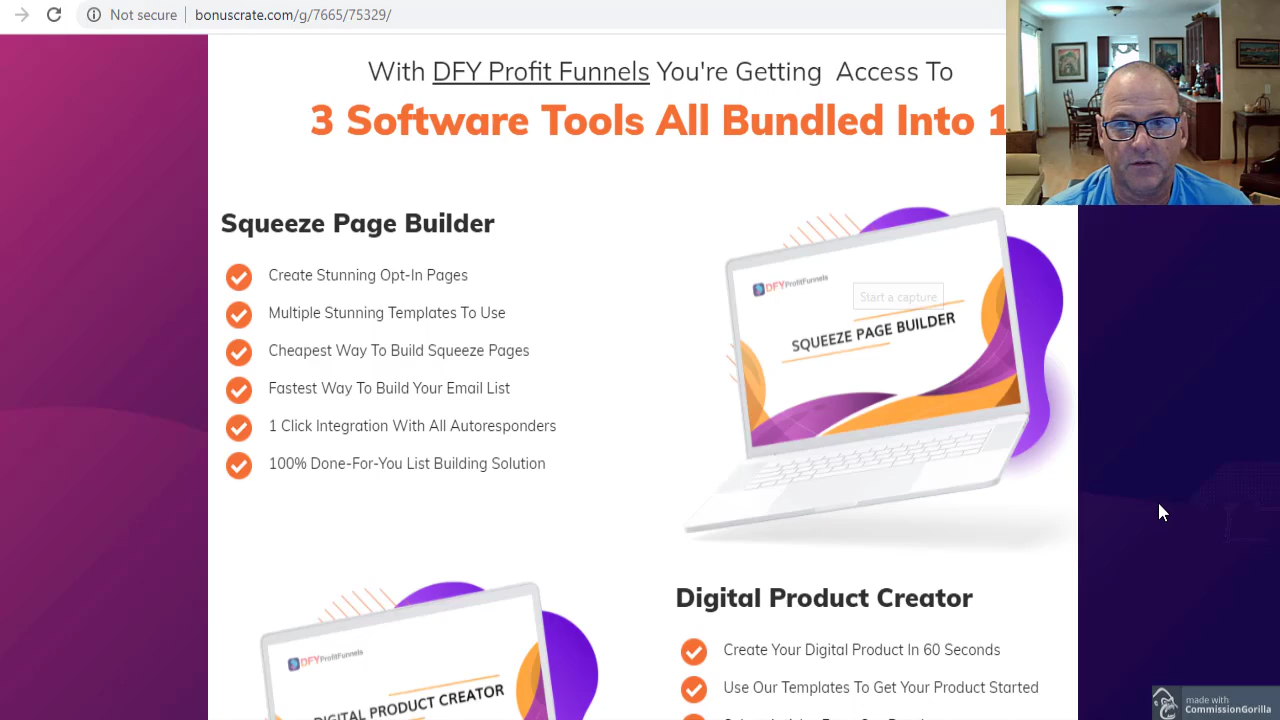 Not secure
bonuscrate.com/g/7665/75329/
With DFY Profit Funnels You're Getting Access To
3 Software Tools All Bundled Into 1
Squeeze Page Builder
Create Stunning Opt-In Pages
Multiple Stunning Templates To Use
Cheapest Way To Build Squeeze Pages
Fastest Way To Build Your Email List
1 Click Integration With All Autoresponders
100% Done-For-You List Building Solution
DFYProfitFunnels
Start a capture
SQUEEZE PAGE BUILDER
DFYProfitFunnels
DIGITAL PRODUCT CREATOR
Digital Product Creator
Create Your Digital Product In 60 Seconds
Use Our Templates To Get Your Product Started
made with
CommissionGorilla